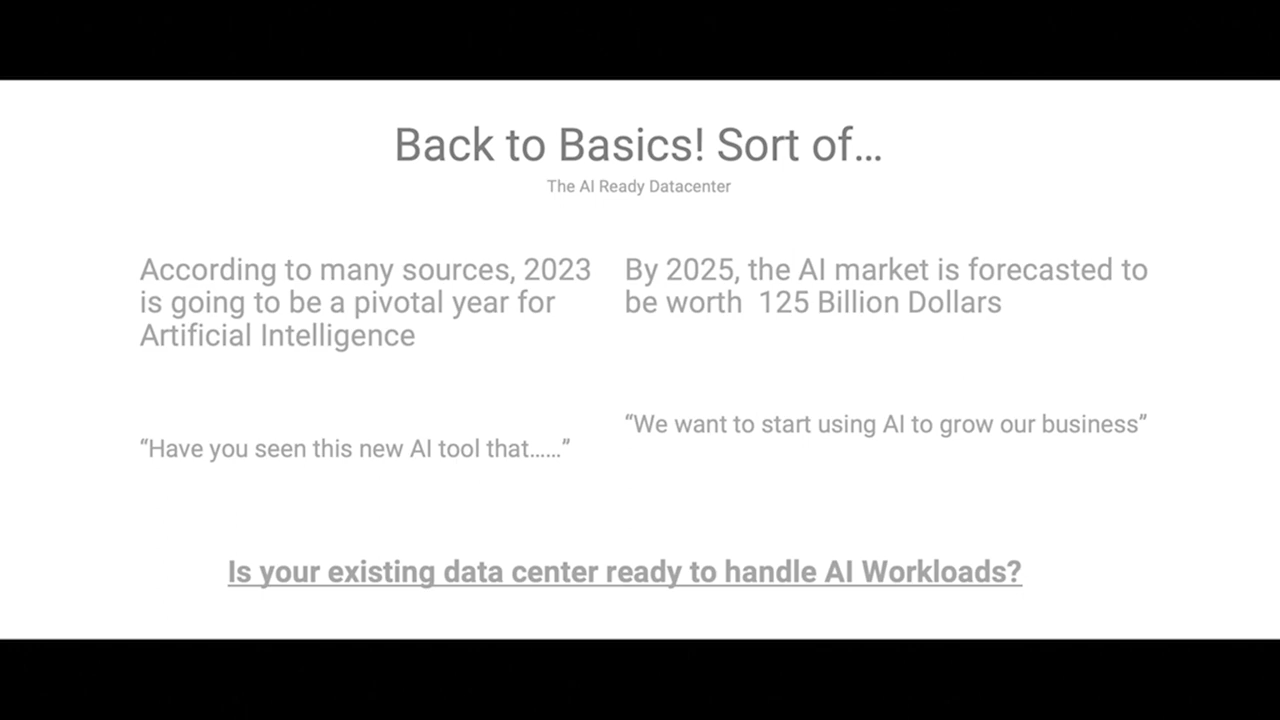 Back to Basics! Sort of...
The AI Ready Datacenter
According to many sources, 2023
is going to be a pivotal year for
Artificial Intelligence
“Have you seen this new AI tool that......”
By 2025, the AI market is forecasted to
be worth  125 Billion Dollars
“We want to start using AI to grow our business”
Is your existing data center ready to handle AI Workloads?